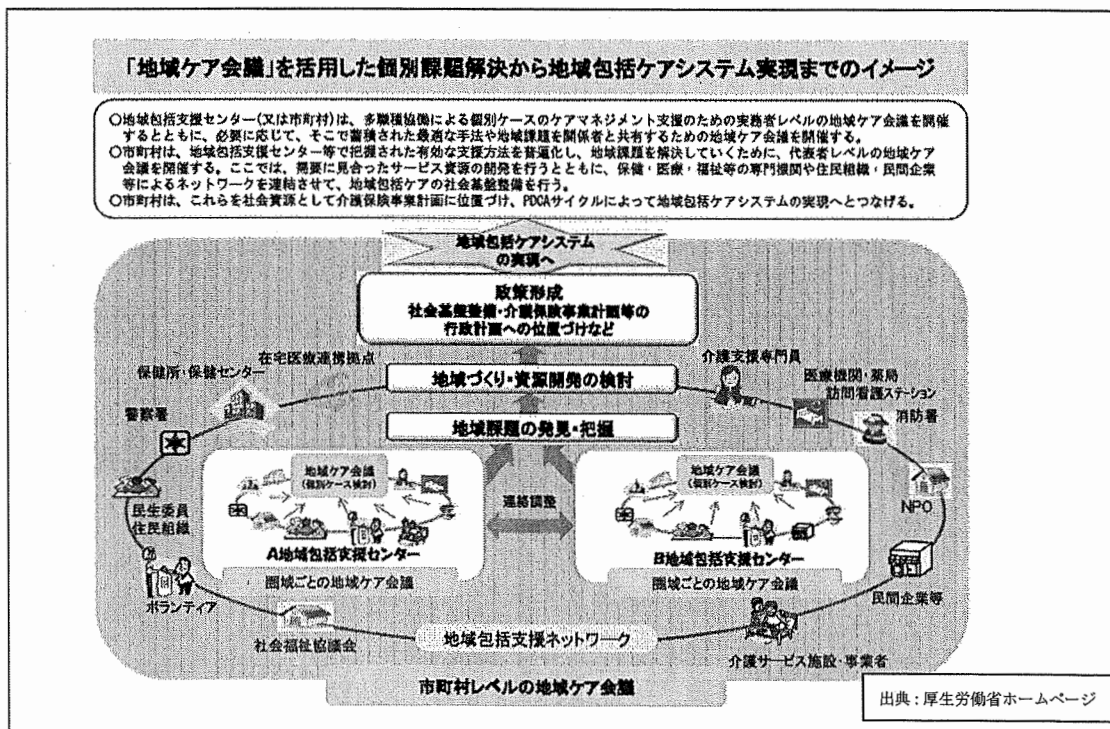 「地域ケア会議」を活用した個別課題解決から地域包括ケアシステム実現までのイメージ
○地域包括支援センター(又は市町村)は、多職種協働による個別ケースのケアマネジメント支援のための実務者レベルの地域ケア会議を開催
するとともに、必要に応じて、そこで蓄積された最適な手法や地域課題を関係者と共有するための地域ケア会議を開催する。
○市町村は、地域包括支援センター等で把握された有効な支援方法を普遍化し、地域課題を解決していくために、代表者レベルの地域ケア
会議を開催する。ここでは、需要に見合ったサービス資源の開発を行うとともに、保健・医療・福祉等の専門機関や住民組織・民間企業
等によるネットワークを連結させて、地域包括ケアの社会基盤整備を行う。
○市町村は、これらを社会資源として介護保険事業計画に位置づけ、PDCAサイクルによって地域包括ケアシステムの実現へとつなげる。
地域包括ケアシステム
の実現へ
政策形成
社会基盤整備・介護保険事業計画等の
行政計画への位置づけなど
在宅医療連携拠点
保健所・保健センター
地域づくり・資源開発の検討
介護支援専門員
医療機関・薬局
訪問看護ステーション
警察署
消防署
地域課題の発見・把握
地域ケア会議
(個別ケース検討)
地域ケア会議
(個別ケース検討)
連絡調整
民生委員
住民組織
NPO
A地域包括支援センター
B地域包括支援センター
圏域ごとの地域ケア会議
圏域ごとの地域ケア会議
ボランティア
民間企業等
社会福祉協議会
地域包括支援ネットワーク
介護サービス施設・事業者
市町村レベルの地域ケア会議
出典：厚生労働省ホームページ